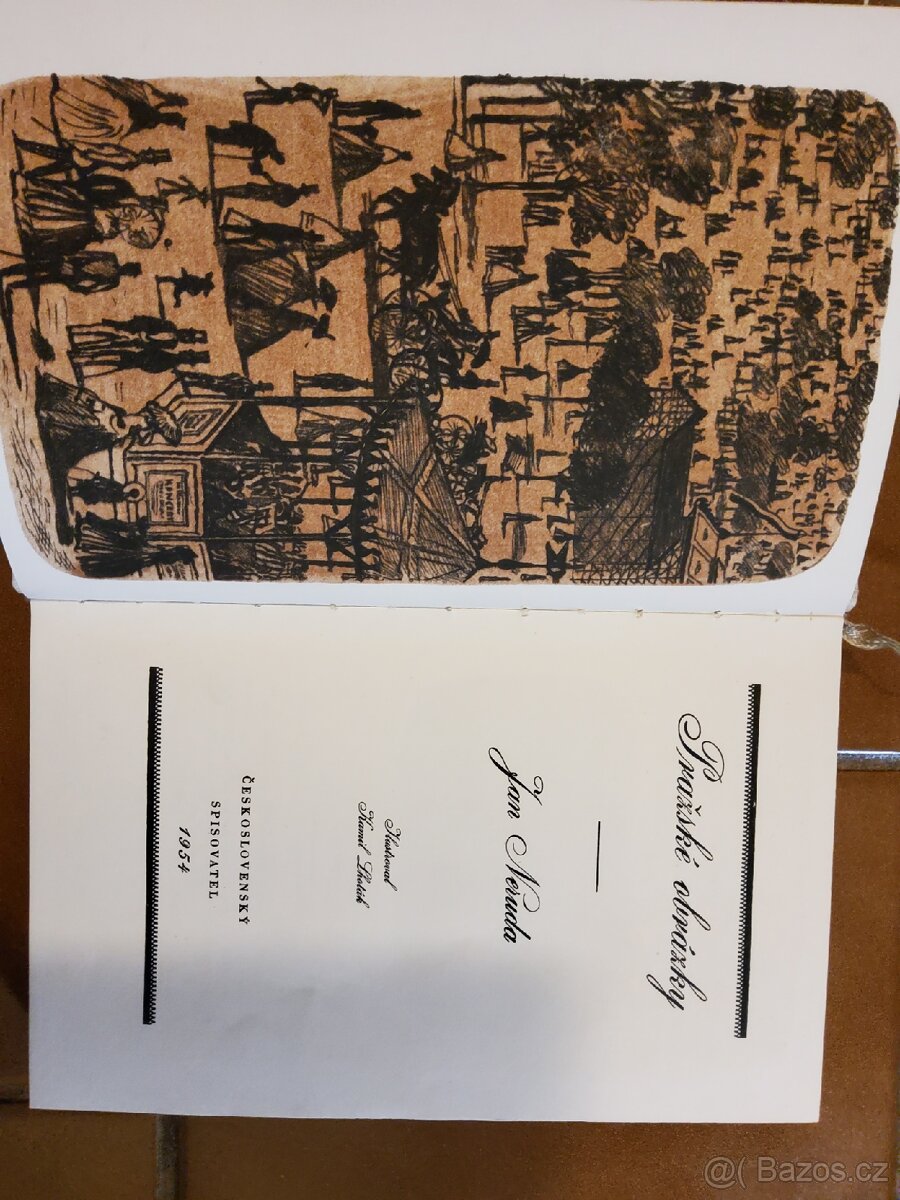 Pražské obrázky
Jan Neruda
Ilustroval
Kamil Lhoták
ČESKOSLOVENSKÝ
SPISOVATEL
1954
@( Bazos.cz